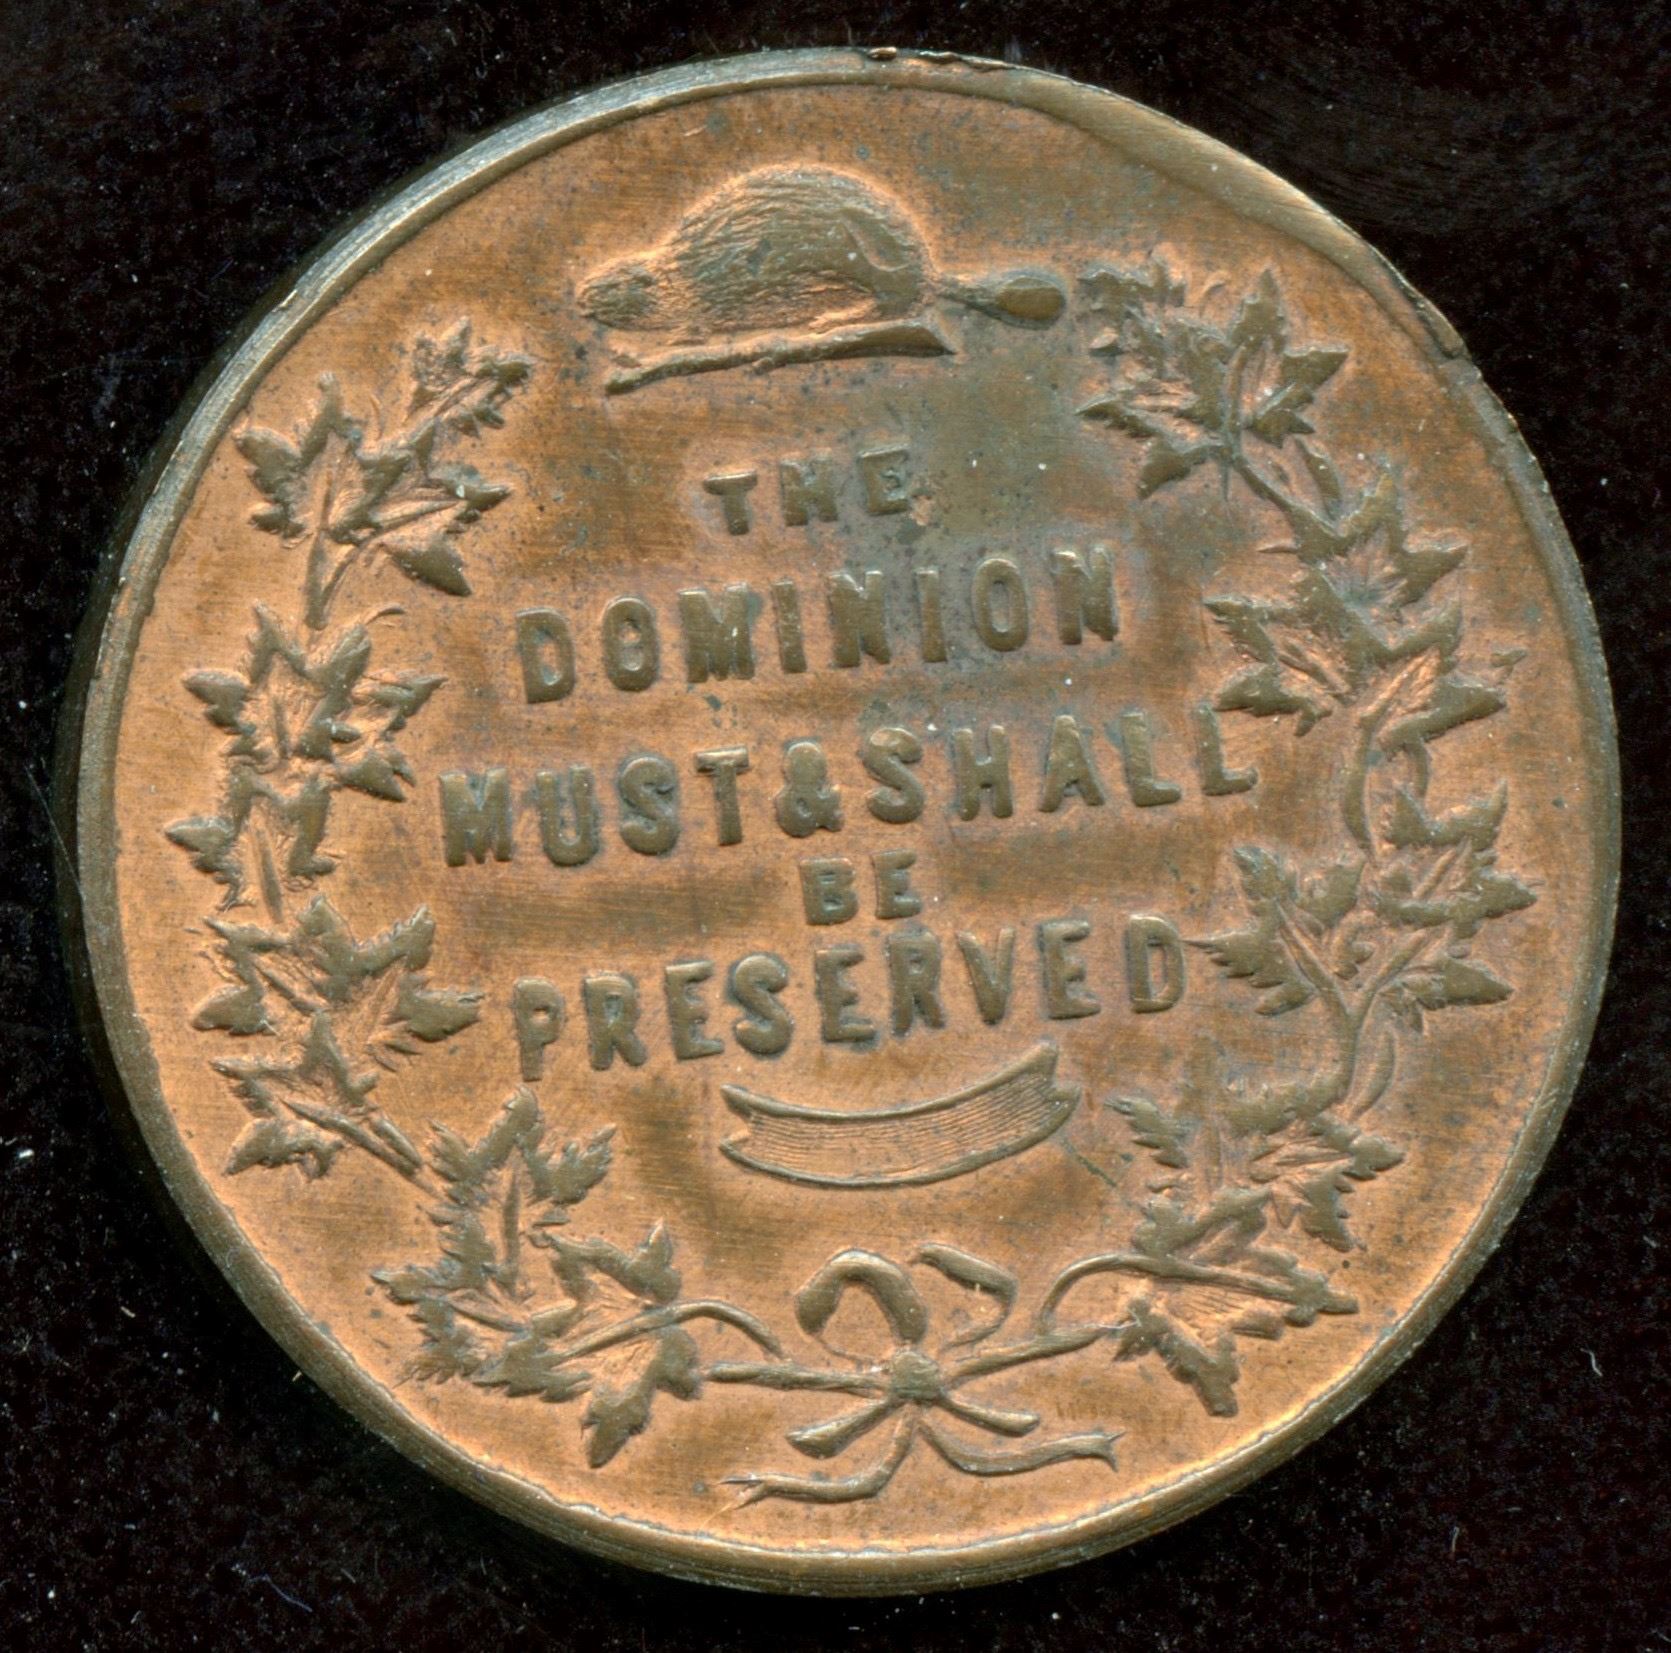 THE
DOMINION
MUST & SHALL
BE
PRESERVED